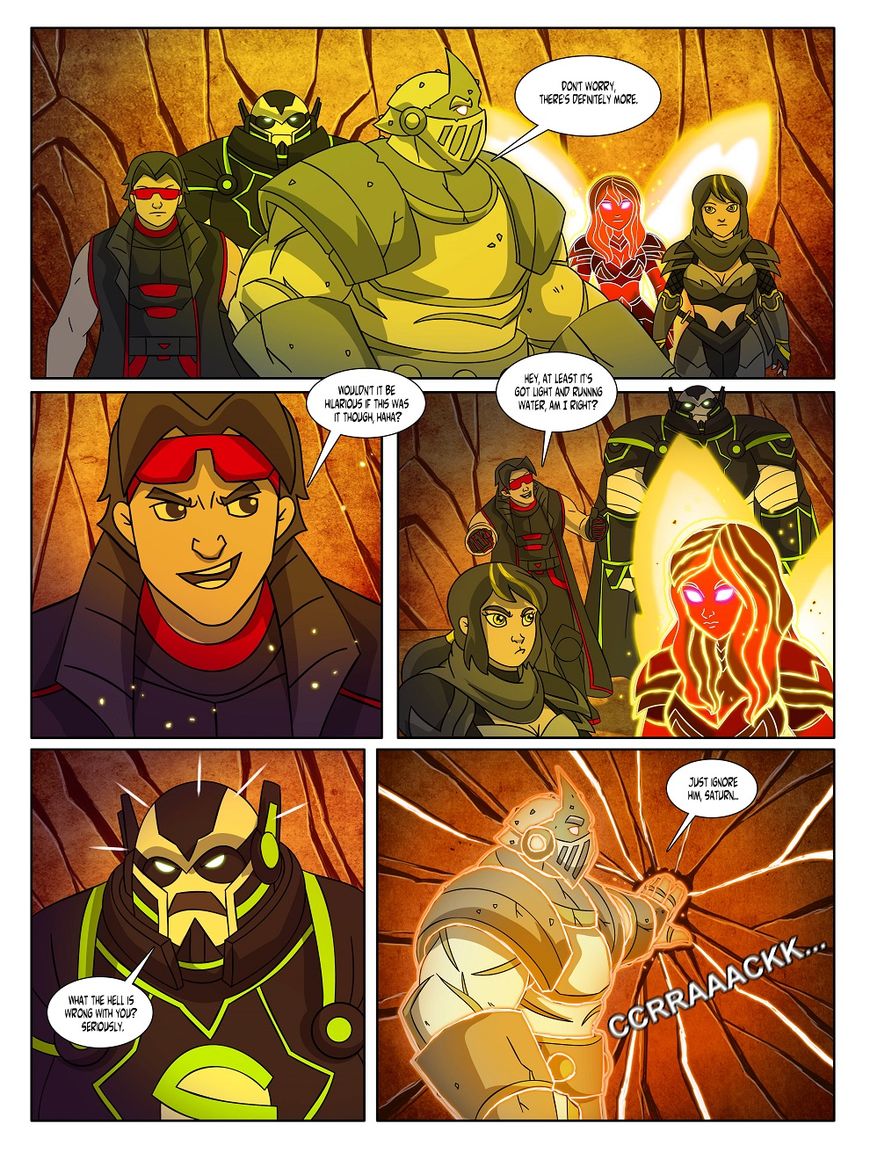 DON'T WORRY,
THERE'S DEFINITELY MORE.
WOULDN'T IT BE
HILARIOUS IF THIS WAS
IT THOUGH, HAHA?
HEY, AT LEAST IT'S
GOT LIGHT AND RUNNING
WATER, AM I RIGHT?
WHAT THE HELL IS
WRONG WITH YOU?
SERIOUSLY.
JUST IGNORE
HIM, SATURN...
CCRRAAACKK...